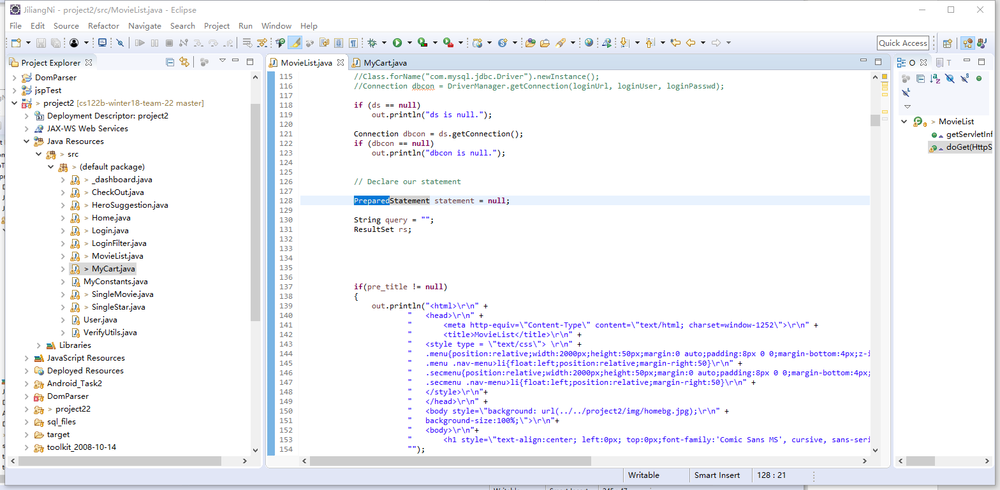 JiliangNi - project2/src/MovieList.java - Eclipse
File Edit Source Refactor Navigate Search Project Run Window Help
Quick Access
Project Explorer
DomParser
jspTest
> project2 [cs122b-winter18-team-22 master]
Deployment Descriptor: project2
JAX-WS Web Services
Java Resources
> src
> (default package)
> _dashboard.java
> CheckOut.java
> HeroSuggestion.java
> Home.java
> Login.java
> LoginFilter.java
> MovieList.java
> MyCart.java
MyConstants.java
> SingleMovie.java
> SingleStar.java
User.java
VerifyUtils.java
Libraries
JavaScript Resources
Deployed Resources
Android_Task2
DomParser
> project22
sql_files
target
toolkit_2008-10-14
MovieList.java MyCart.java
115 //Class.forName("com.mysql.jdbc.Driver").newInstance();
116 //Connection dbcon = DriverManager.getConnection(loginUrl, loginUser, loginPasswd);
117
118 if (ds == null)
119 out.println("ds is null.");
120
121 Connection dbcon = ds.getConnection();
122 if (dbcon == null)
123 out.println("dbcon is null.");
124
125
126 // Declare our statement
127
128 PreparedStatement statement = null;
129
130 String query = "";
131 ResultSet rs;
132
133
134
135
136
137 if(pre_title != null)
138 {
139 out.println("<html>\r\n" +
140 " <head>\r\n" +
141 " <meta http-equiv=\"Content-Type\" content=\"text/html; charset=window-1252\">\r\n" +
142 " <title>MovieList</title>\r\n" +
143 " <style type = \"text/css\"> \r\n" +
144 " .menu{position:relative;width:2000px;height:50px;margin:0 auto;padding:8px 0 0;margin-bottom:4px;z-i
145 " .menu .nav-menu>li{float:left;position:relative;margin-right:50}\r\n" +
146 " .secmenu{position:relative;width:2000px;height:50px;margin:0 auto;padding:8px 0 0;margin-bottom:4px;
147 " .secmenu .nav-menu>li{float:left;position:relative;margin-right:50}\r\n" +
148 " </style>\r\n"+
149 " </head>\r\n" +
150 " <body style=\"background: url(../../project2/img/homebg.jpg);\r\n" +
151 " background-size:100%;\">\r\n"+
152 " <body>\r\n"+
153 " <h1 style=\"text-align:center; left:0px; top:0px;font-family:'Comic Sans MS', cursive, sans-seri
154 "");
O T
> MovieList
getServletInf
doGet(HttpS
Writable Smart Insert 128 : 21